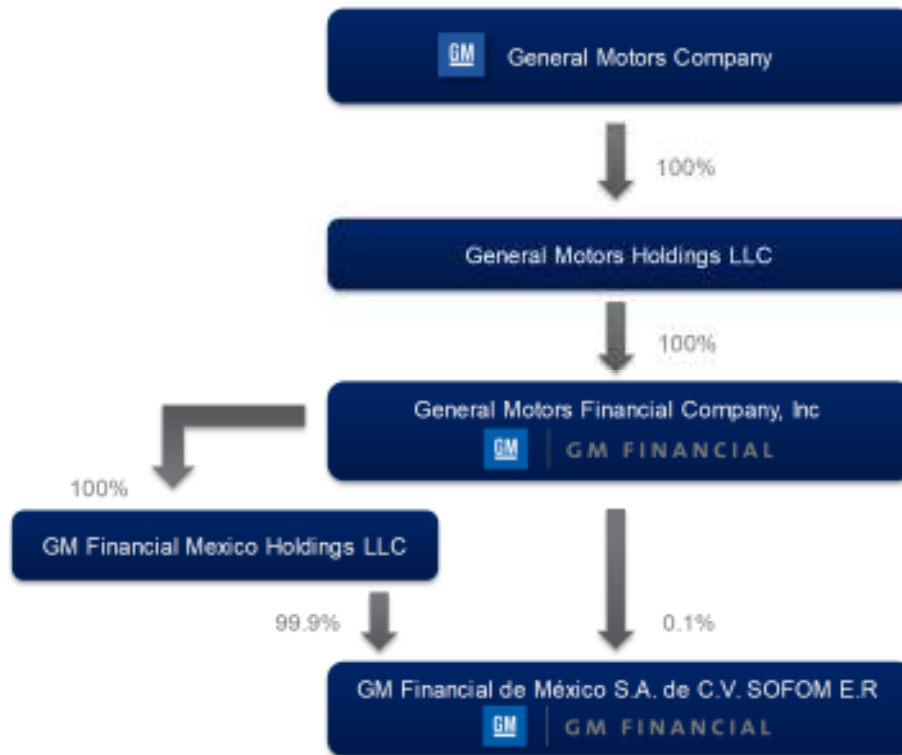 GM General Motors Company
100%
General Motors Holdings LLC
100%
General Motors Financial Company, Inc
GM GM FINANCIAL
100%
GM Financial Mexico Holdings LLC
99.9%
0.1%
GM Financial de México S.A. de C.V. SOFOM E.R
GM GM FINANCIAL